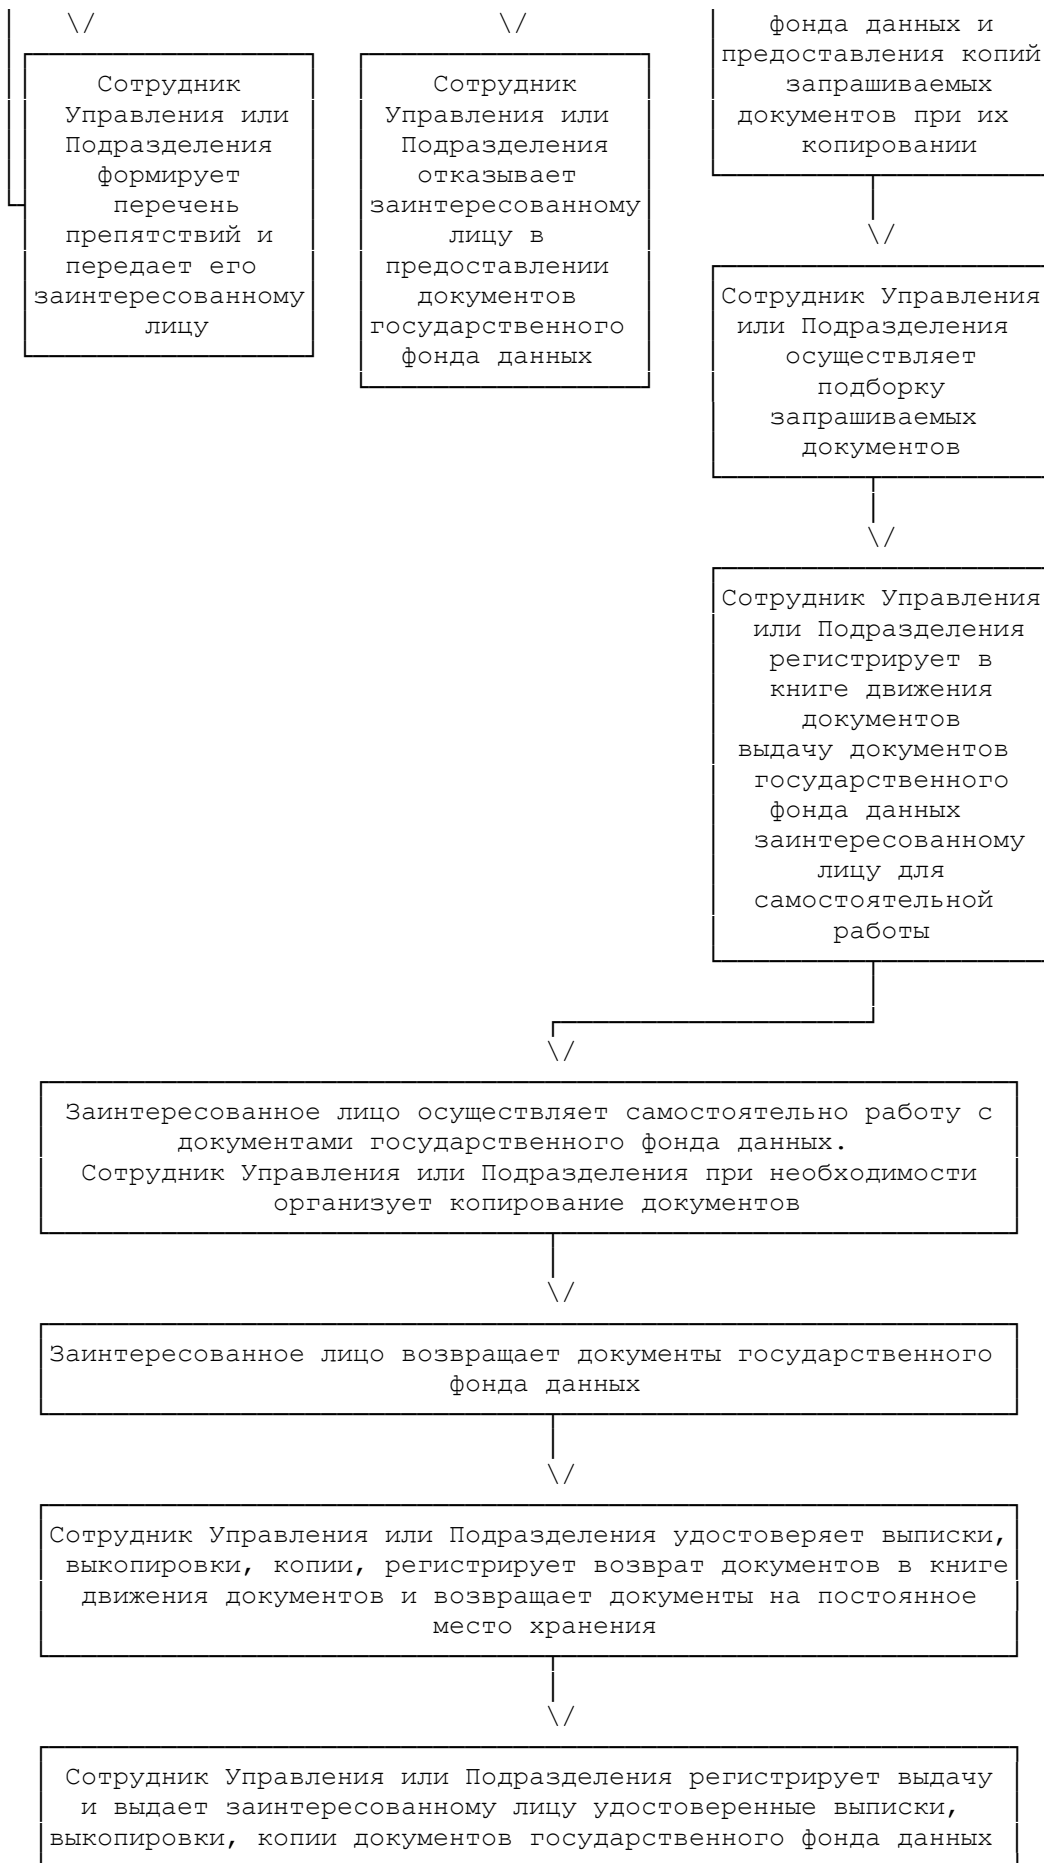 фонда данных и
предоставления копий
запрашиваемых
документов при их
копировании
Сотрудник
Управления или
Подразделения
формирует
перечень
препятствий и
передает его
заинтересованному
лицу
Сотрудник
Управления или
Подразделения
отказывает
заинтересованному
лицу в
предоставлении
документов
государственного
фонда данных
Сотрудник Управления
или Подразделения
осуществляет
подборку
запрашиваемых
документов
Сотрудник Управления
или Подразделения
регистрирует в
книге движения
документов
выдачу документов
государственного
фонда данных
заинтересованному
лицу для
самостоятельной
работы
Заинтересованное лицо осуществляет самостоятельно работу с
документами государственного фонда данных.
Сотрудник Управления или Подразделения при необходимости
организует копирование документов
Заинтересованное лицо возвращает документы государственного
фонда данных
Сотрудник Управления или Подразделения удостоверяет выписки,
выкопировки, копии, регистрирует возврат документов в книге
движения документов и возвращает документы на постоянное
место хранения
Сотрудник Управления или Подразделения регистрирует выдачу
и выдает заинтересованному лицу удостоверенные выписки,
выкопировки, копии документов государственного фонда данных